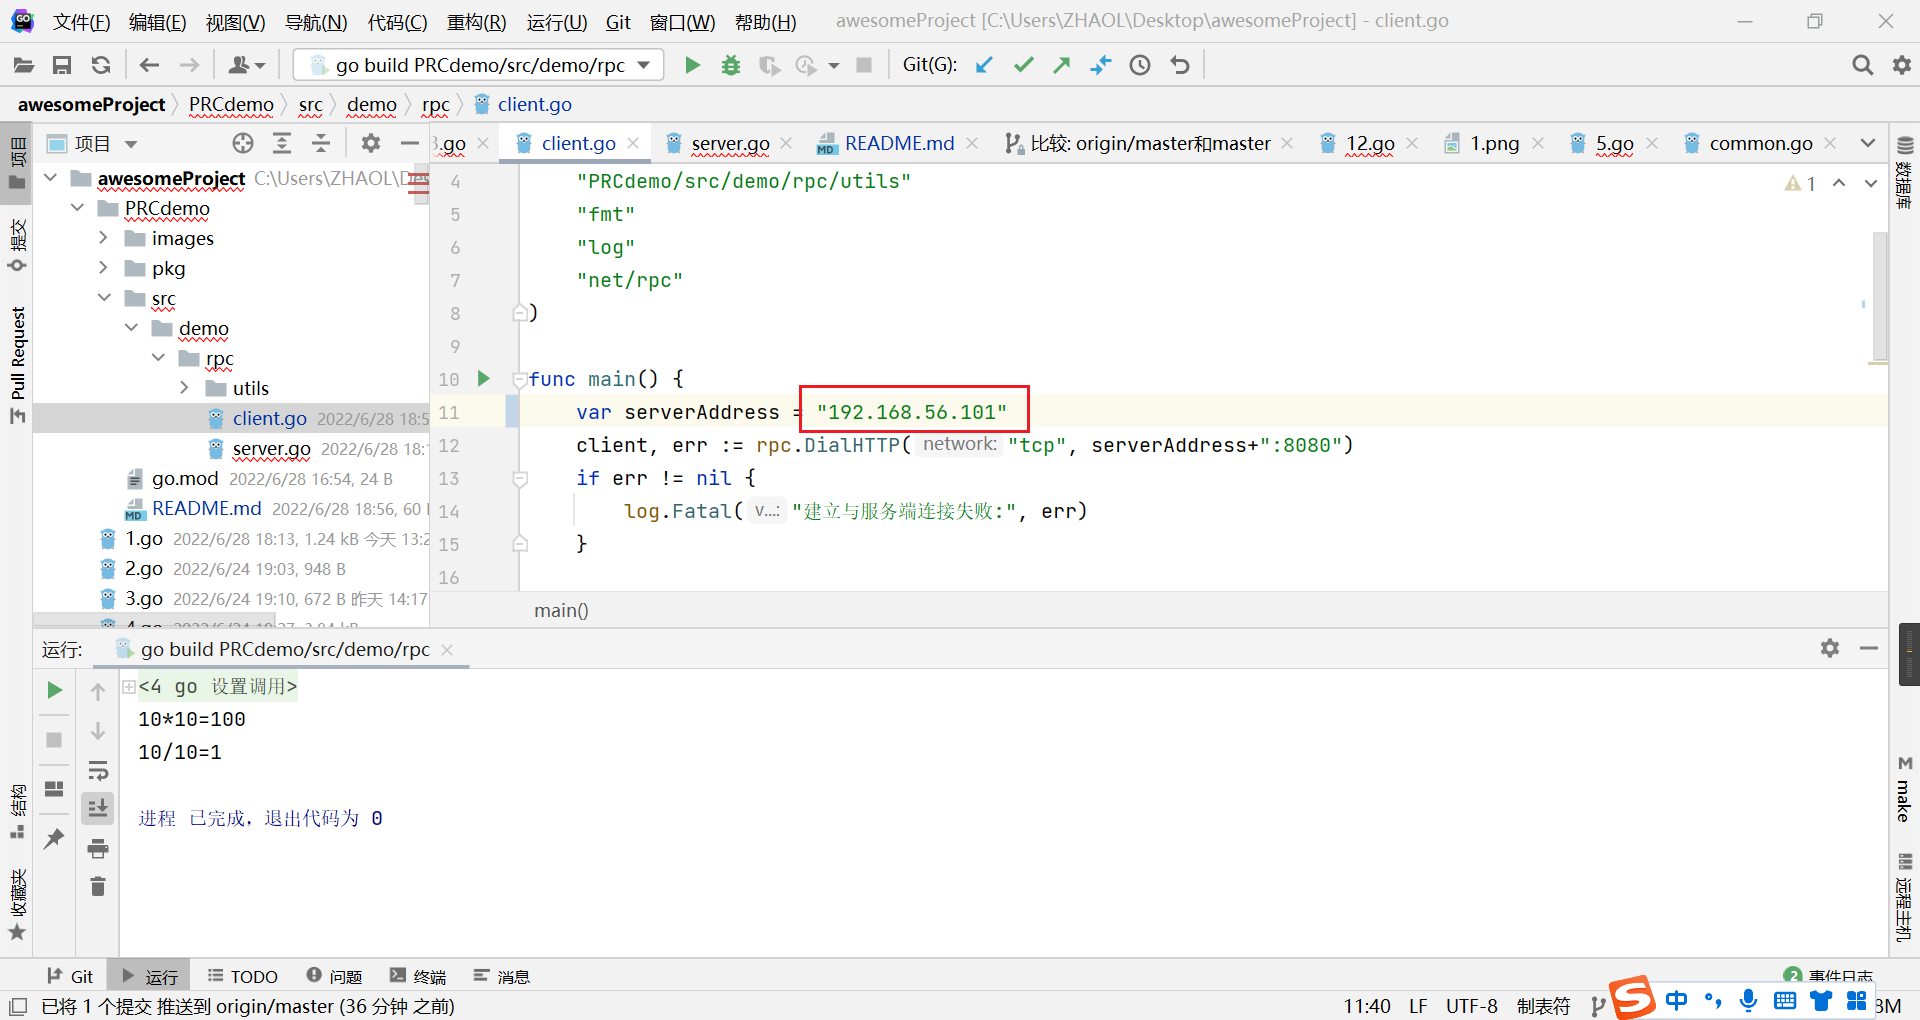 文件(F) 编辑(E) 视图(V) 导航(N) 代码(C) 重构(R) 运行(U) Git 窗口(W) 帮助(H) awesomeProject [C:\Users\ZHAOL\Desktop\awesomeProject] - client.go
go build PRCdemo/src/demo/rpc Git(G):
awesomeProject PRCdemo src demo rpc client.go
项目 3.go client.go server.go README.md 比较: origin/master和master 12.go 1.png 5.go common.go
项目
提交
Pull Request
结构
收藏夹
awesomeProject C:\Users\ZHAOL\Des
PRCdemo
images
pkg
src
demo
rpc
utils
client.go 2022/6/28 18:5
server.go 2022/6/28 18:
go.mod 2022/6/28 16:54, 24 B
README.md 2022/6/28 18:56, 60
1.go 2022/6/28 18:13, 1.24 kB 今天 13:2
2.go 2022/6/24 19:03, 948 B
3.go 2022/6/24 19:10, 672 B 昨天 14:17
4 "PRCdemo/src/demo/rpc/utils"
5 "fmt"
6 "log"
7 "net/rpc"
8 )
9
10 func main() {
11 var serverAddress = "192.168.56.101"
12 client, err := rpc.DialHTTP( network: "tcp", serverAddress+":8080")
13 if err != nil {
14 log.Fatal( v...: "建立与服务端连接失败:", err)
15 }
16
1
main()
数据库
make
远程主机
运行: go build PRCdemo/src/demo/rpc
<4 go 设置调用>
10*10=100
10/10=1
进程 已完成，退出代码为 0
Git 运行 TODO 问题 终端 消息 2 事件日志
已将 1 个提交 推送到 origin/master (36 分钟 之前) 11:40 LF UTF-8 制表符 中